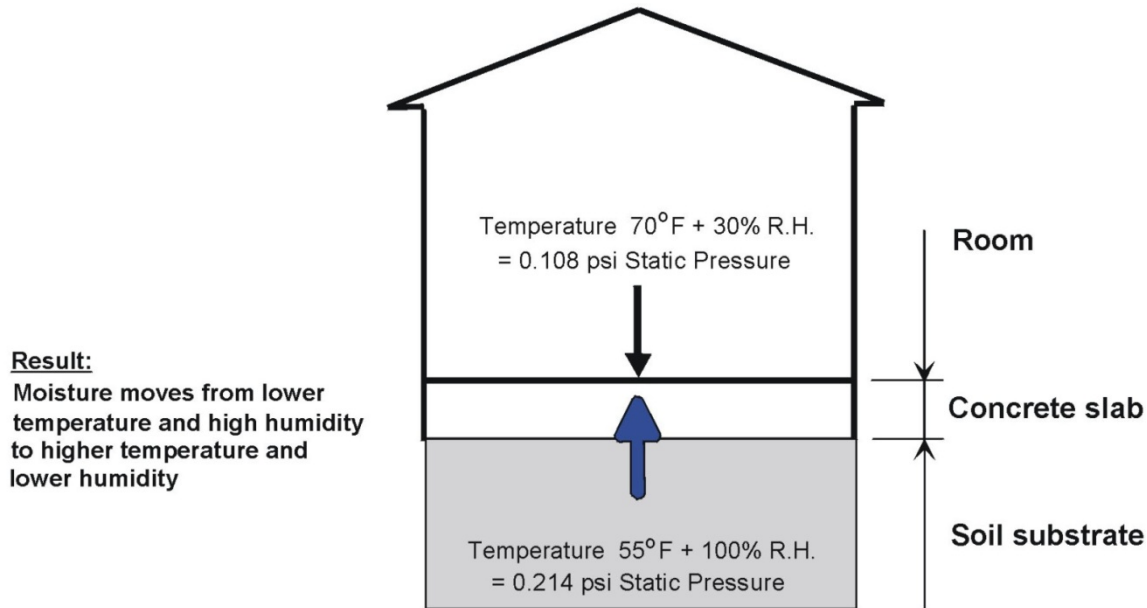 Temperature 70°F + 30% R.H.
= 0.108 psi Static Pressure
Room
Result:
Moisture moves from lower
temperature and high humidity
to higher temperature and
lower humidity
Concrete slab
Soil substrate
Temperature 55°F + 100% R.H.
= 0.214 psi Static Pressure